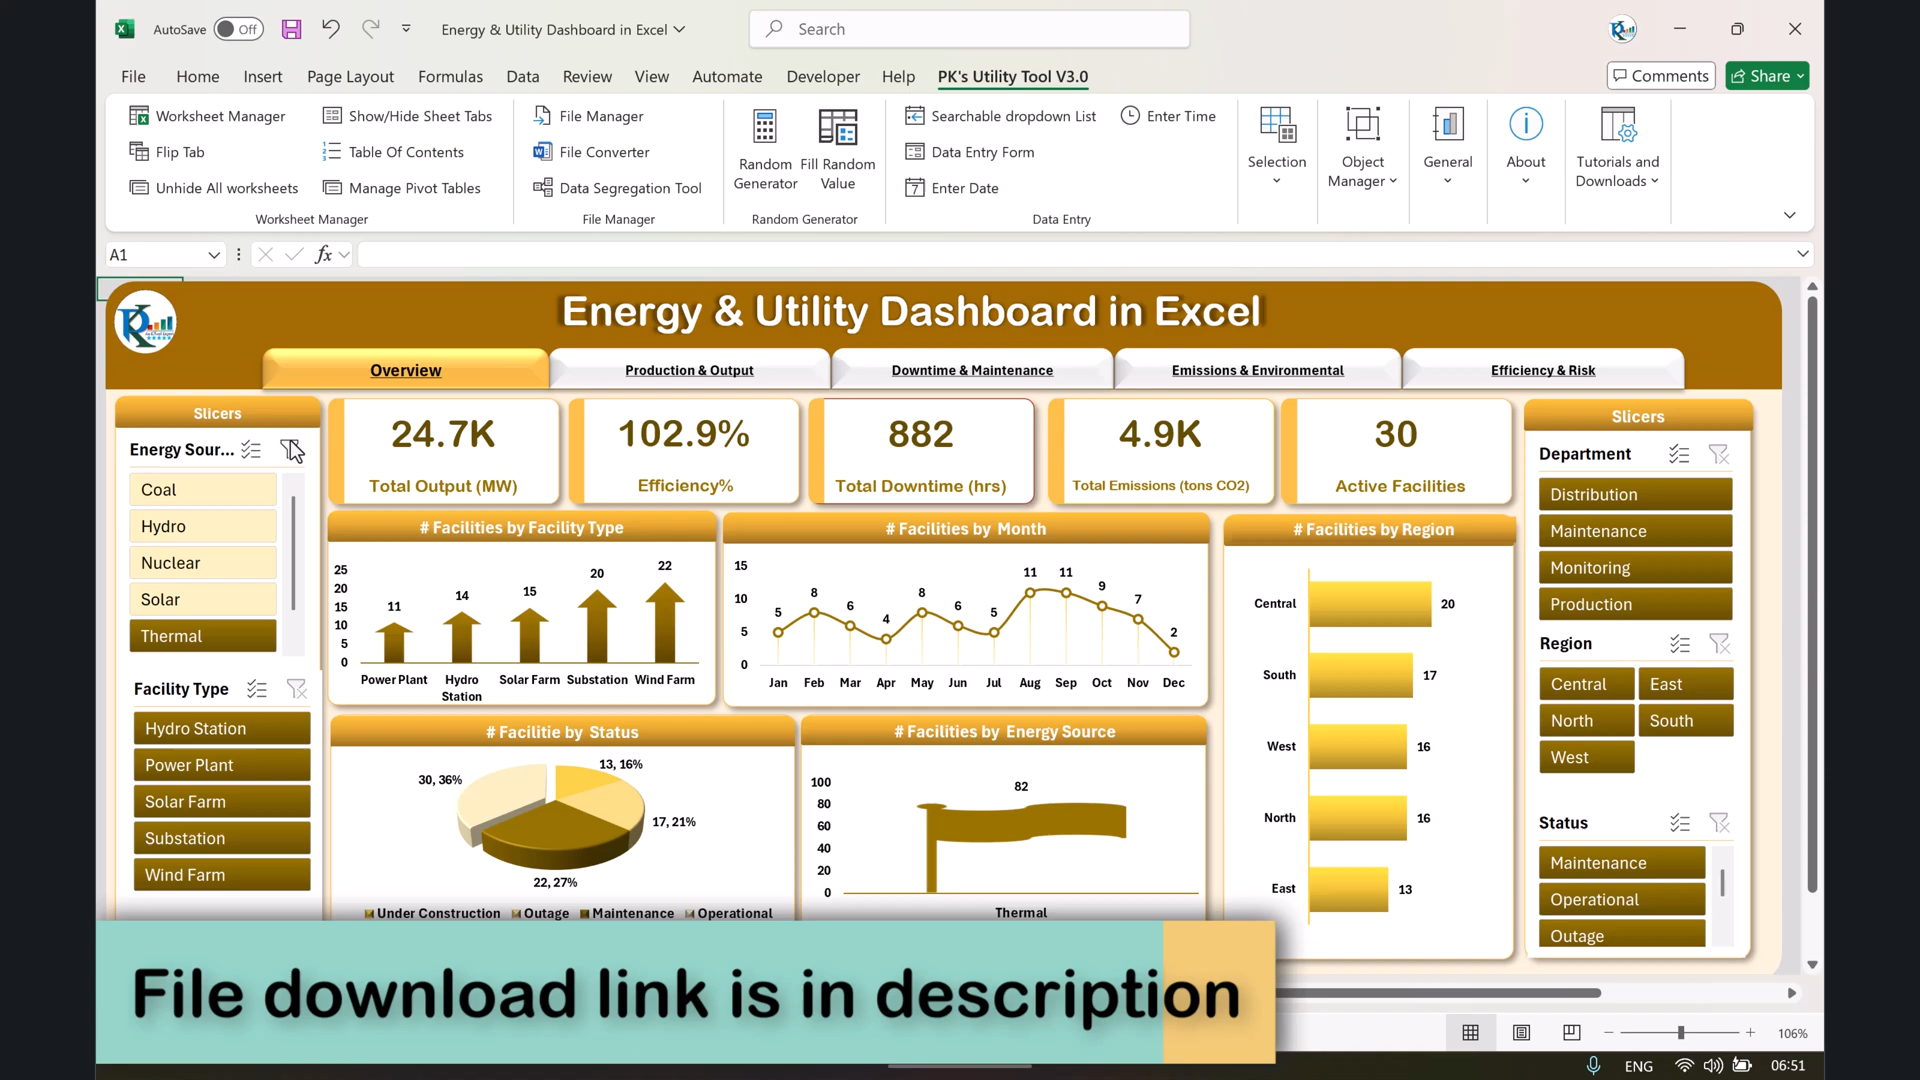 AutoSave Off Energy & Utility Dashboard in Excel Search
File Home Insert Page Layout Formulas Data Review View Automate Developer Help PK's Utility Tool V3.0 Comments Share
Worksheet Manager Show/Hide Sheet Tabs File Manager Searchable dropdown List Enter Time
Flip Tab Table Of Contents File Converter Random Generator Fill Random Value Data Entry Form Selection Object Manager General About Tutorials and Downloads
Unhide All worksheets Manage Pivot Tables Data Segregation Tool Enter Date
Worksheet Manager File Manager Random Generator Data Entry
A1 fx
Energy & Utility Dashboard in Excel
Overview Production & Output Downtime & Maintenance Emissions & Environmental Efficiency & Risk
Slicers
Energy Sour...
Coal
Hydro
Nuclear
Solar
Thermal
Facility Type
Hydro Station
Power Plant
Solar Farm
Substation
Wind Farm
24.7K
Total Output (MW)
102.9%
Efficiency%
882
Total Downtime (hrs)
4.9K
Total Emissions (tons CO2)
30
Active Facilities
# Facilities by Facility Type
25
20
15
10
5
0
11 14 15 20 22
Power Plant Hydro Station Solar Farm Substation Wind Farm
# Facilities by Month
15
10
5
0
5 8 6 4 8 6 5 11 11 9 7 2
Jan Feb Mar Apr May Jun Jul Aug Sep Oct Nov Dec
# Facilities by Region
Central 20
South 17
West 16
North 16
East 13
# Facilitie by Status
13, 16%
30, 36%
17, 21%
22, 27%
Under Construction Outage Maintenance Operational
# Facilities by Energy Source
100
80
60
40
20
0
82
Thermal
Slicers
Department
Distribution
Maintenance
Monitoring
Production
Region
Central East
North South
West
Status
Maintenance
Operational
Outage
File download link is in description
106%
ENG 06:51